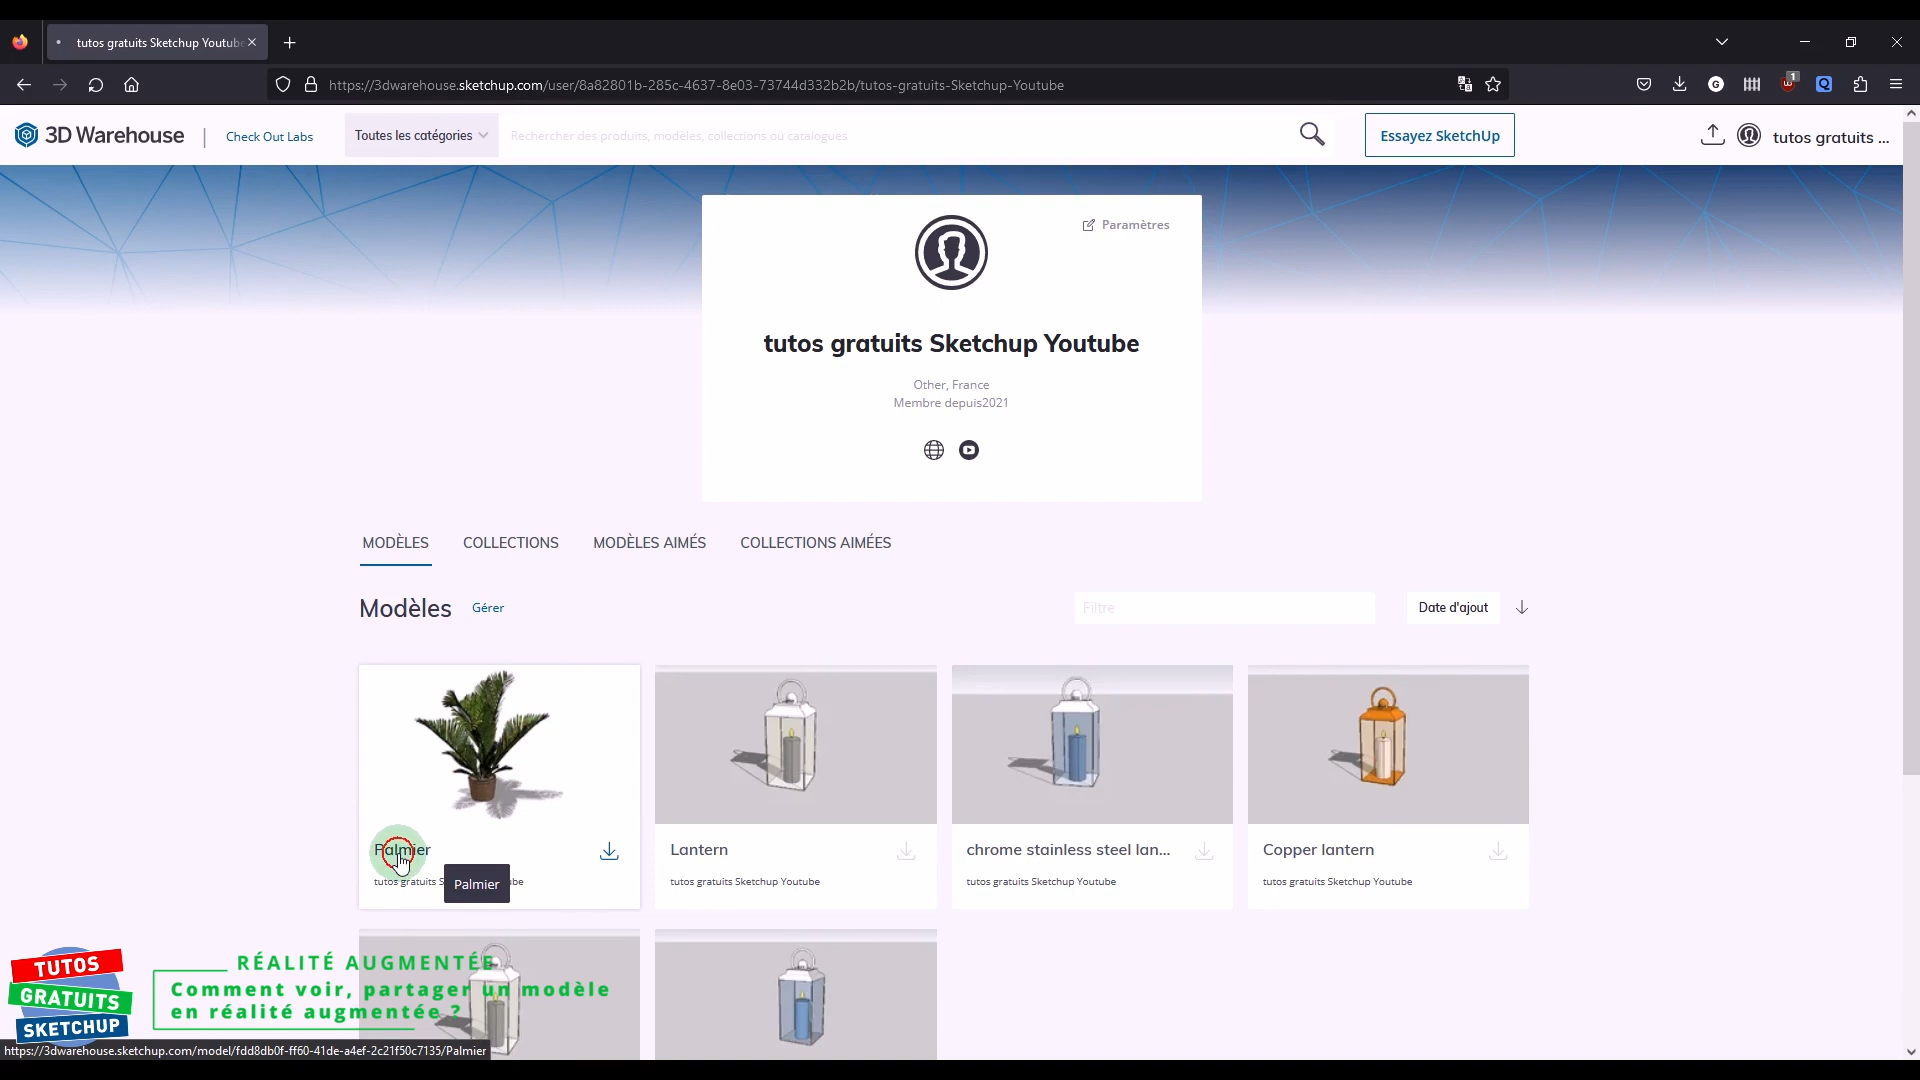 tutos gratuits Sketchup Youtube
https://3dwarehouse.sketchup.com/user/8a82801b-285c-4637-8e03-73744d332b2b/tutos-gratuits-Sketchup-Youtube
G
1
Q
3D Warehouse | Check Out Labs
Toutes les catégories
Rechercher des produits, modèles, collections ou catalogues
Essayez SketchUp
tutos gratuits ...
Paramètres
tutos gratuits Sketchup Youtube
Other, France
Membre depuis2021
MODÈLES COLLECTIONS MODÈLES AIMÉS COLLECTIONS AIMÉES
Modèles Gérer
Filtre
Date d'ajout
Palmier
Lantern
chrome stainless steel lan...
Copper lantern
tutos gratuits S
Palmier
tutos gratuits Sketchup Youtube
tutos gratuits Sketchup Youtube
tutos gratuits Sketchup Youtube
TUTOS
GRATUITS
SKETCHUP
RÉALITÉ AUGMENTÉE
Comment voir, partager un modèle
en réalité augmentée ?
https://3dwarehouse.sketchup.com/model/fdd8db0f-ff60-41de-a4ef-2c21f50c7135/Palmier